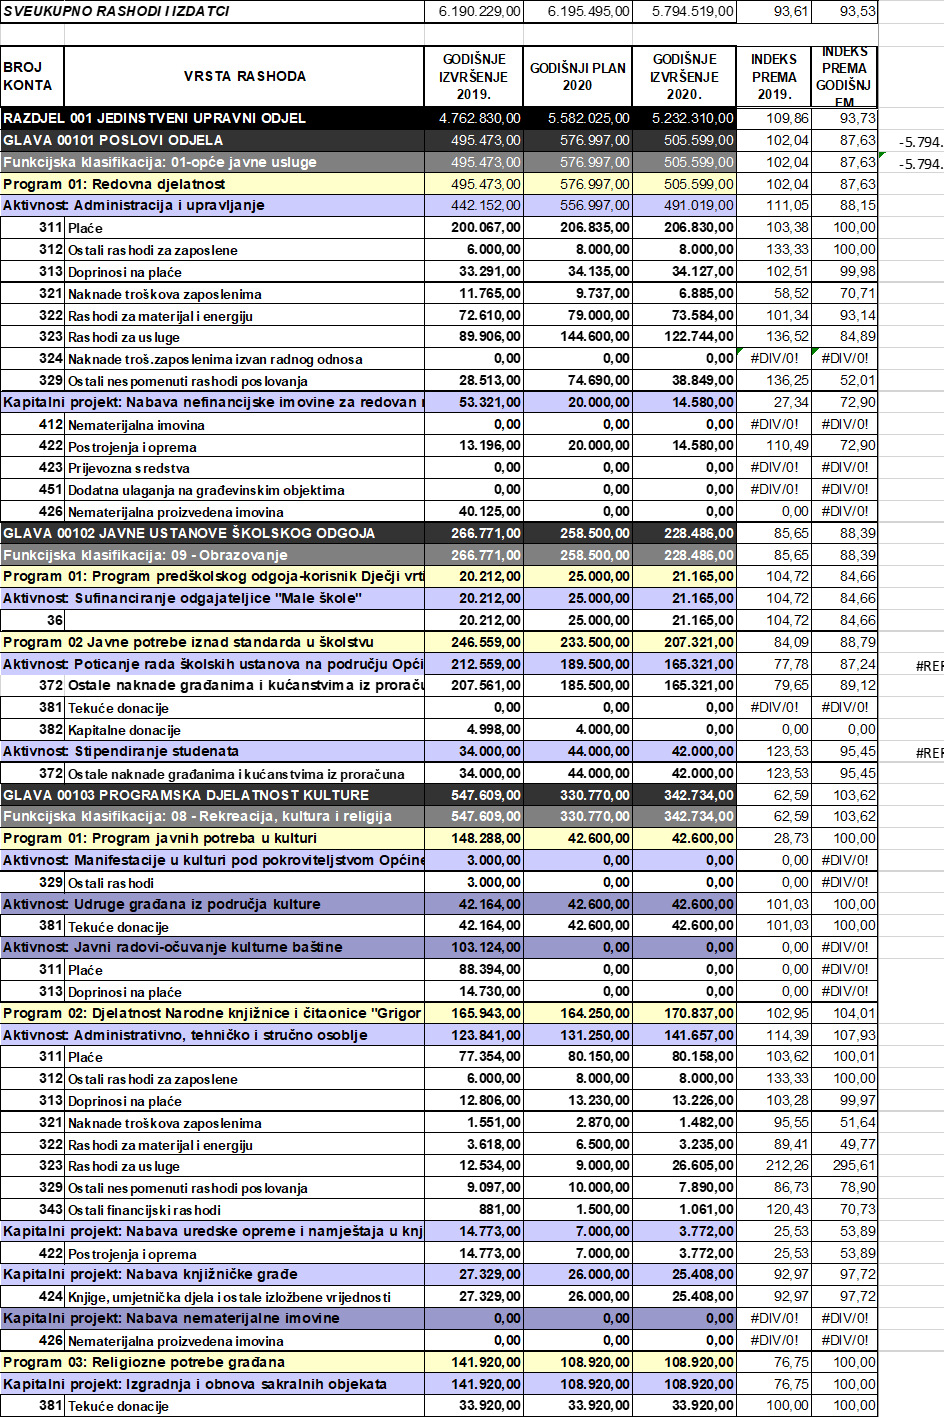 SVEUKUPNO RASHODI I IZDATCI 6.190.229,00 6.195.495,00 5.794.519,00 93,61 93,53
BROJ KONTA VRSTA RASHODA GODIŠNJE IZVRŠENJE 2019. GODIŠNJI PLAN 2020 GODIŠNJE IZVRŠENJE 2020. INDEKS PREMA 2019. INDEKS PREMA GODIŠNJ EM
RAZDJEL 001 JEDINSTVENI UPRAVNI ODJEL 4.762.830,00 5.582.025,00 5.232.310,00 109,86 93,73
GLAVA 00101 POSLOVI ODJELA 495.473,00 576.997,00 505.599,00 102,04 87,63 -5.794.
Funkcijska klasifikacija: 01-opće javne usluge 495.473,00 576.997,00 505.599,00 102,04 87,63 -5.794.
Program 01: Redovna djelatnost 495.473,00 576.997,00 505.599,00 102,04 87,63
Aktivnost: Administracija i upravljanje 442.152,00 556.997,00 491.019,00 111,05 88,15
311 Plaće 200.067,00 206.835,00 206.830,00 103,38 100,00
312 Ostali rashodi za zaposlene 6.000,00 8.000,00 8.000,00 133,33 100,00
313 Doprinosi na plaće 33.291,00 34.135,00 34.127,00 102,51 99,98
321 Naknade troškova zaposlenima 11.765,00 9.737,00 6.885,00 58,52 70,71
322 Rashodi za materijal i energiju 72.610,00 79.000,00 73.584,00 101,34 93,14
323 Rashodi za usluge 89.906,00 144.600,00 122.744,00 136,52 84,89
324 Naknade troš.zaposlenima izvan radnog odnosa 0,00 0,00 0,00 #DIV/0! #DIV/0!
329 Ostali nespomenuti rashodi poslovanja 28.513,00 74.690,00 38.849,00 136,25 52,01
Kapitalni projekt: Nabava nefinancijske imovine za redovan r 53.321,00 20.000,00 14.580,00 27,34 72,90
412 Nematerijalna imovina 0,00 0,00 0,00 #DIV/0! #DIV/0!
422 Postrojenja i oprema 13.196,00 20.000,00 14.580,00 110,49 72,90
423 Prijevozna sredstva 0,00 0,00 0,00 #DIV/0! #DIV/0!
451 Dodatna ulaganja na građevinskim objektima 0,00 0,00 0,00 #DIV/0! #DIV/0!
426 Nematerijalna proizvedena imovina 40.125,00 0,00 0,00 0,00 #DIV/0!
GLAVA 00102 JAVNE USTANOVE ŠKOLSKOG ODGOJA 266.771,00 258.500,00 228.486,00 85,65 88,39
Funkcijska klasifikacija: 09 - Obrazovanje 266.771,00 258.500,00 228.486,00 85,65 88,39
Program 01: Program predškolskog odgoja-korisnik Dječji vrti 20.212,00 25.000,00 21.165,00 104,72 84,66
Aktivnost: Sufinanciranje odgajateljice "Male škole" 20.212,00 25.000,00 21.165,00 104,72 84,66
36 20.212,00 25.000,00 21.165,00 104,72 84,66
Program 02 Javne potrebe iznad standarda u školstvu 246.559,00 233.500,00 207.321,00 84,09 88,79
Aktivnost: Poticanje rada školskih ustanova na području Opći 212.559,00 189.500,00 165.321,00 77,78 87,24 #REF
372 Ostale naknade građanima i kućanstvima iz proraču 207.561,00 185.500,00 165.321,00 79,65 89,12
381 Tekuće donacije 0,00 0,00 0,00 #DIV/0! #DIV/0!
382 Kapitalne donacije 4.998,00 4.000,00 0,00 0,00 0,00
Aktivnost: Stipendiranje studenata 34.000,00 44.000,00 42.000,00 123,53 95,45 #REF
372 Ostale naknade građanima i kućanstvima iz proračuna 34.000,00 44.000,00 42.000,00 123,53 95,45
GLAVA 00103 PROGRAMSKA DJELATNOST KULTURE 547.609,00 330.770,00 342.734,00 62,59 103,62
Funkcijska klasifikacija: 08 - Rekreacija, kultura i religija 547.609,00 330.770,00 342.734,00 62,59 103,62
Program 01: Program javnih potreba u kulturi 148.288,00 42.600,00 42.600,00 28,73 100,00
Aktivnost: Manifestacije u kulturi pod pokroviteljstvom Općine 3.000,00 0,00 0,00 0,00 #DIV/0!
329 Ostali rashodi 3.000,00 0,00 0,00 0,00 #DIV/0!
Aktivnost: Udruge građana iz područja kulture 42.164,00 42.600,00 42.600,00 101,03 100,00
381 Tekuće donacije 42.164,00 42.600,00 42.600,00 101,03 100,00
Aktivnost: Javni radovi-očuvanje kulturne baštine 103.124,00 0,00 0,00 0,00 #DIV/0!
311 Plaće 88.394,00 0,00 0,00 0,00 #DIV/0!
313 Doprinosi na plaće 14.730,00 0,00 0,00 0,00 #DIV/0!
Program 02: Djelatnost Narodne knjižnice i čitaonice "Grigor 165.943,00 164.250,00 170.837,00 102,95 104,01
Aktivnost: Administrativno, tehničko i stručno osoblje 123.841,00 131.250,00 141.657,00 114,39 107,93
311 Plaće 77.354,00 80.150,00 80.158,00 103,62 100,01
312 Ostali rashodi za zaposlene 6.000,00 8.000,00 8.000,00 133,33 100,00
313 Doprinosi na plaće 12.806,00 13.230,00 13.226,00 103,28 99,97
321 Naknade troškova zaposlenima 1.551,00 2.870,00 1.482,00 95,55 51,64
322 Rashodi za materijal i energiju 3.618,00 6.500,00 3.235,00 89,41 49,77
323 Rashodi za usluge 12.534,00 9.000,00 26.605,00 212,26 295,61
329 Ostali nespomenuti rashodi poslovanja 9.097,00 10.000,00 7.890,00 86,73 78,90
343 Ostali financijski rashodi 881,00 1.500,00 1.061,00 120,43 70,73
Kapitalni projekt: Nabava uredske opreme i namještaja u knj 14.773,00 7.000,00 3.772,00 25,53 53,89
422 Postrojenja i oprema 14.773,00 7.000,00 3.772,00 25,53 53,89
Kapitalni projekt: Nabava knjižničke građe 27.329,00 26.000,00 25.408,00 92,97 97,72
424 Knjige, umjetnička djela i ostale izložbene vrijednosti 27.329,00 26.000,00 25.408,00 92,97 97,72
Kapitalni projekt: Nabava nematerijalne imovine 0,00 0,00 0,00 #DIV/0! #DIV/0!
426 Nematerijalna proizvedena imovina 0,00 0,00 0,00 #DIV/0! #DIV/0!
Program 03: Religiozne potrebe građana 141.920,00 108.920,00 108.920,00 76,75 100,00
Kapitalni projekt: Izgradnja i obnova sakralnih objekata 141.920,00 108.920,00 108.920,00 76,75 100,00
381 Tekuće donacije 33.920,00 33.920,00 33.920,00 100,00 100,00